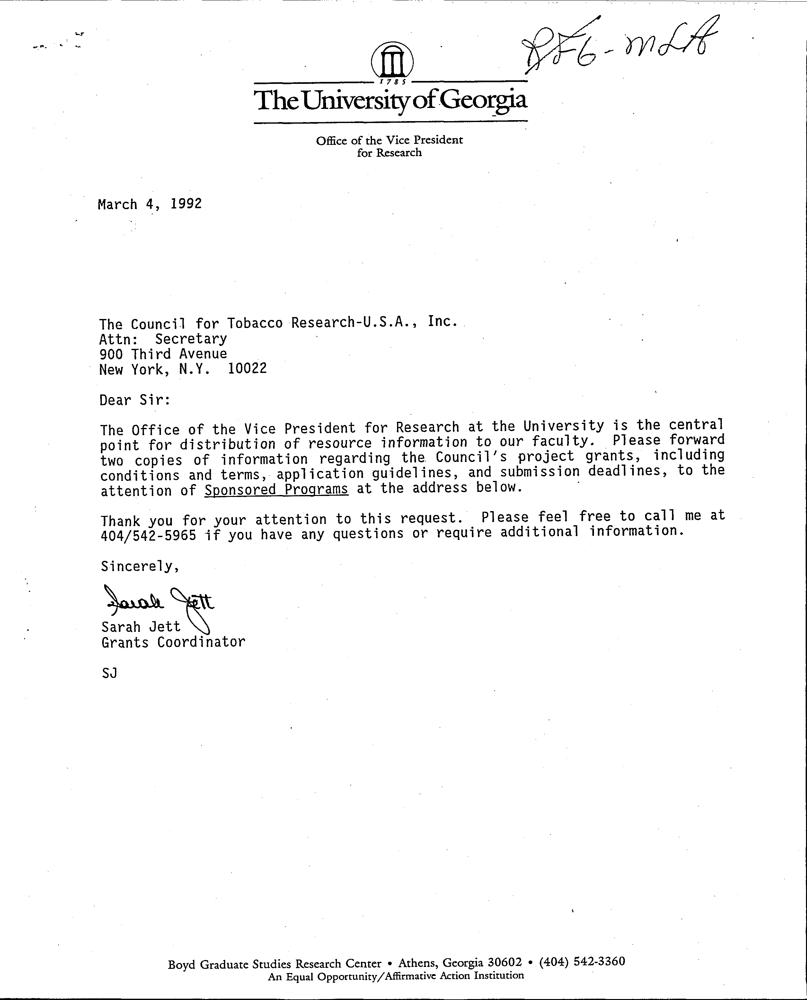 RFG-MLA
1785
The University of Georgia
Office of the Vice President
for Research
March 4, 1992
The Council for Tobacco Research-U.S.A., Inc.
Attn: Secretary
900 Third Avenue
New York, N.Y. 10022
Dear Sir:
The Office of the Vice President for Research at the University is the central
point for distribution of resource information to our faculty. Please forward
two copies of information regarding the Council's project grants, including
conditions and terms, application guidelines, and submission deadlines, to the
attention of Sponsored Programs at the address below.
Thank you for your attention to this request. Please feel free to call me at
404/542-5965 if you have any questions or require additional information.
Sincerely,
Sarah Jett
Sarah Jett
Grants Coordinator
SJ
Boyd Graduate Studies Research Center • Athens, Georgia 30602 • (404) 542-3360
An Equal Opportunity/Affirmative Action Institution